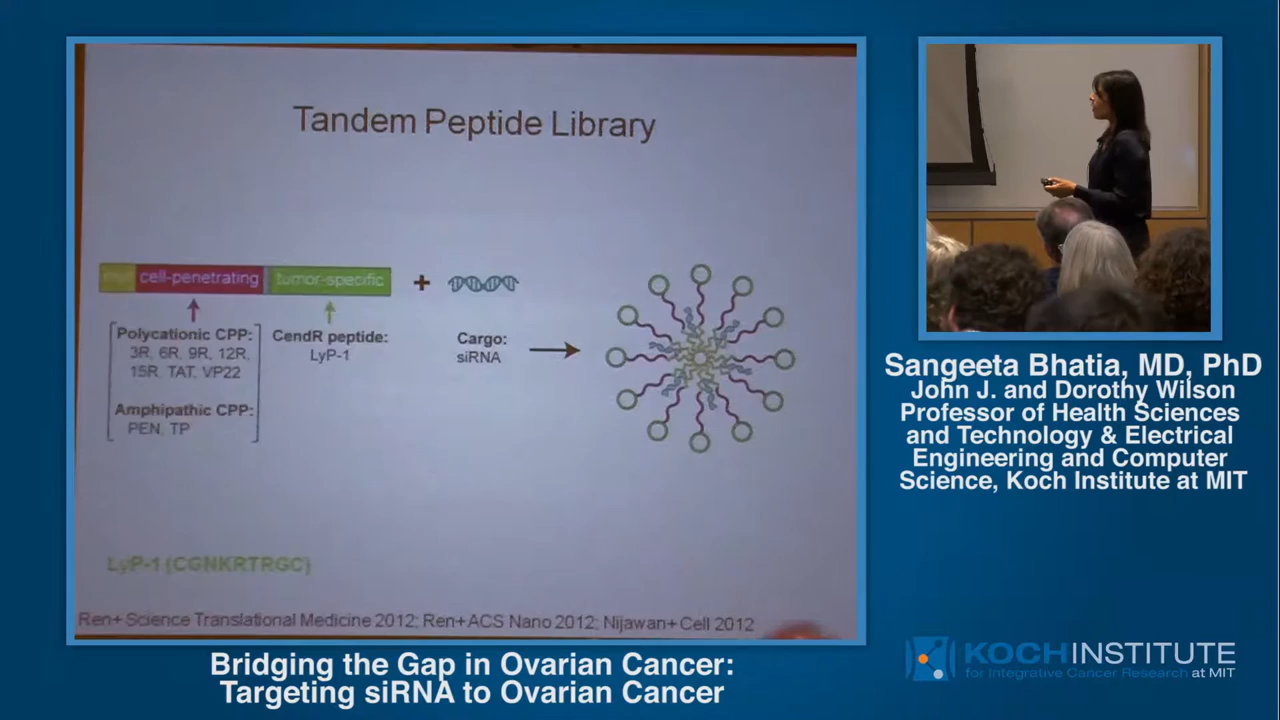 Tandem Peptide Library
myr cell-penetrating tumor-specific +
Polycationic CPP:
3R, 6R, 9R, 12R,
15R, TAT, VP22
Amphipathic CPP:
PEN, TP
CendR peptide:
LyP-1
Cargo:
siRNA
LyP-1 (CGNKRTRGC)
Ren+ Science Translational Medicine 2012; Ren+ ACS Nano 2012; Nijawan+ Cell 2012
Sangeeta Bhatia, MD, PhD
John J. and Dorothy Wilson
Professor of Health Sciences
and Technology & Electrical
Engineering and Computer
Science, Koch Institute at MIT
Bridging the Gap in Ovarian Cancer:
Targeting siRNA to Ovarian Cancer
KOCH INSTITUTE
for Integrative Cancer Research at MIT